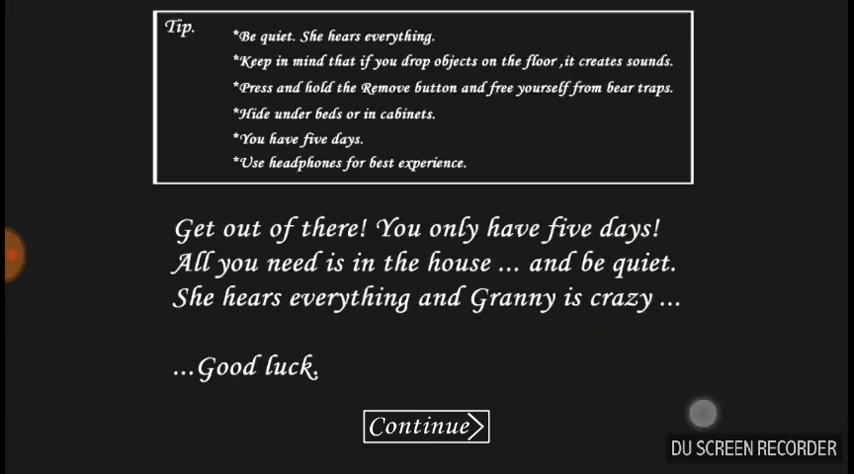 Tip.
*Be quiet. She hears everything.
*Keep in mind that if you drop objects on the floor ,it creates sounds.
*Press and hold the Remove button and free yourself from bear traps.
*Hide under beds or in cabinets.
*You have five days.
*Use headphones for best experience.
Get out of there! You only have five days!
All you need is in the house ... and be quiet.
She hears everything and Granny is crazy ...
...Good luck.
Continue>
DU SCREEN RECORDER